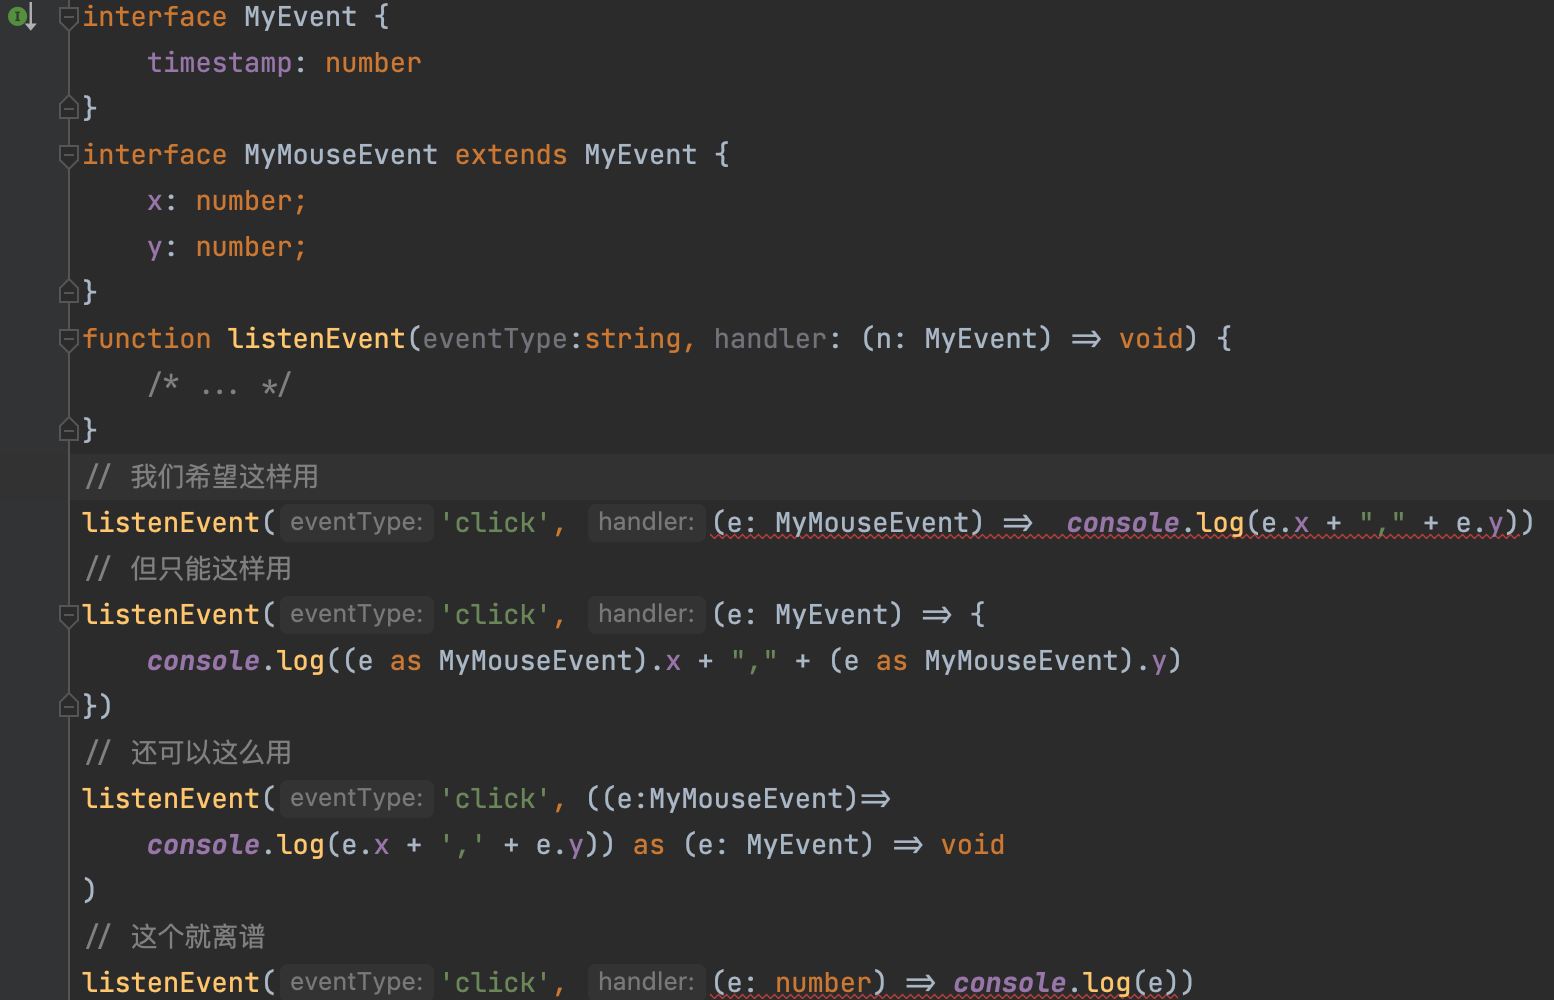 interface MyEvent {
    timestamp: number
}
interface MyMouseEvent extends MyEvent {
    x: number;
    y: number;
}
function listenEvent(eventType:string, handler: (n: MyEvent) => void) {
    /* ... */
}
// 我们希望这样用
listenEvent( eventType: 'click', handler: (e: MyMouseEvent) =>  console.log(e.x + "," + e.y))
// 但只能这样用
listenEvent( eventType: 'click', handler: (e: MyEvent) => {
    console.log((e as MyMouseEvent).x + "," + (e as MyMouseEvent).y)
})
// 还可以这么用
listenEvent( eventType: 'click', ((e:MyMouseEvent)=>
    console.log(e.x + ',' + e.y)) as (e: MyEvent) => void
)
// 这个就离谱
listenEvent( eventType: 'click', handler: (e: number) => console.log(e))